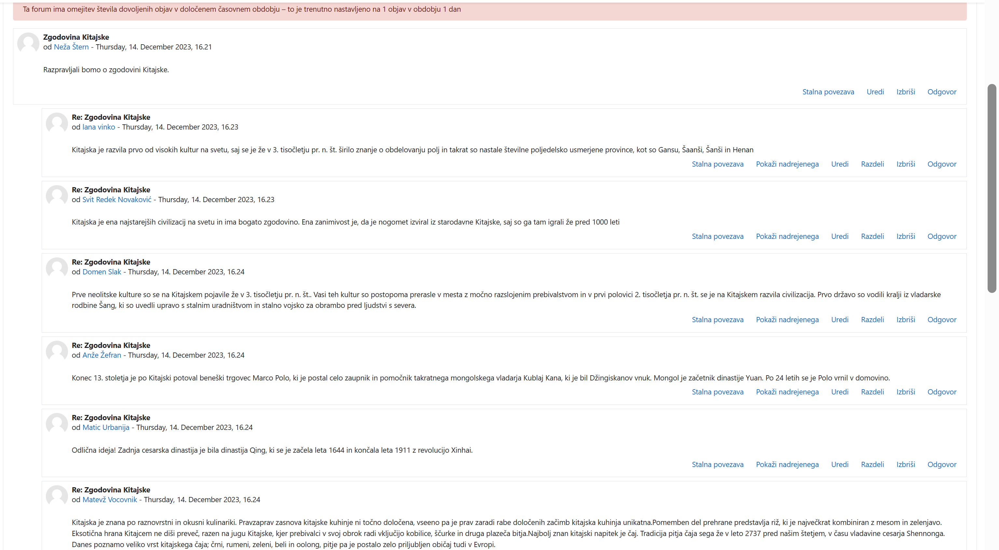 Ta forum ima omejitev števila dovoljenih objav v določenem časovnem obdobju – to je trenutno nastavljeno na 1 objav v obdobju 1 dan
Zgodovina Kitajske
od Neža Štern - Thursday, 14. December 2023, 16.21
Razpravljali bomo o zgodovini Kitajske.
Stalna povezava Uredi Izbriši Odgovor
Re: Zgodovina Kitajske
od lana vinko - Thursday, 14. December 2023, 16.23
Kitajska je razvila prvo od visokih kultur na svetu, saj se je že v 3. tisočletju pr. n. št. širilo znanje o obdelovanju polj in takrat so nastale številne poljedelsko usmerjene province, kot so Gansu, Šaanši, Šanši in Henan
Stalna povezava Pokaži nadrejenega Uredi Razdeli Izbriši Odgovor
Re: Zgodovina Kitajske
od Svit Redek Novaković - Thursday, 14. December 2023, 16.23
Kitajska je ena najstarejših civilizacij na svetu in ima bogato zgodovino. Ena zanimivost je, da je nogomet izviral iz starodavne Kitajske, saj so ga tam igrali že pred 1000 leti
Stalna povezava Pokaži nadrejenega Uredi Razdeli Izbriši Odgovor
Re: Zgodovina Kitajske
od Domen Slak - Thursday, 14. December 2023, 16.24
Prve neolitske kulture so se na Kitajskem pojavile že v 3. tisočletju pr. n. št.. Vasi teh kultur so postopoma prerasle v mesta z močno razslojenim prebivalstvom in v prvi polovici 2. tisočletja pr. n. št. se je na Kitajskem razvila civilizacija. Prvo državo so vodili kralji iz vladarske
rodbine Šang, ki so uvedli upravo s stalnim uradništvom in stalno vojsko za obrambo pred ljudstvi s severa.
Stalna povezava Pokaži nadrejenega Uredi Razdeli Izbriši Odgovor
Re: Zgodovina Kitajske
od Anže Žefran - Thursday, 14. December 2023, 16.24
Konec 13. stoletja je po Kitajski potoval beneški trgovec Marco Polo, ki je postal celo zaupnik in pomočnik takratnega mongolskega vladarja Kublaj Kana, ki je bil Džingiskanov vnuk. Mongol je začetnik dinastije Yuan. Po 24 letih se je Polo vrnil v domovino.
Stalna povezava Pokaži nadrejenega Uredi Razdeli Izbriši Odgovor
Re: Zgodovina Kitajske
od Matic Urbanija - Thursday, 14. December 2023, 16.24
Odlična ideja! Zadnja cesarska dinastija je bila dinastija Qing, ki se je začela leta 1644 in končala leta 1911 z revolucijo Xinhai.
Stalna povezava Pokaži nadrejenega Uredi Razdeli Izbriši Odgovor
Re: Zgodovina Kitajske
od Matevž Vocovnik - Thursday, 14. December 2023, 16.24
Kitajska je znana po raznovrstni in okusni kulinariki. Pravzaprav zasnova kitajske kuhinje ni točno določena, vseeno pa je prav zaradi rabe določenih začimb kitajska kuhinja unikatna.Pomemben del prehrane predstavlja riž, ki je največkrat kombiniran z mesom in zelenjavo.
Eksotična hrana Kitajcem ne diši preveč, razen na jugu Kitajske, kjer prebivalci v svoj obrok radi vključijo kobilice, ščurke in druga plazeča bitja.Najbolj znan kitajski napitek je čaj. Tradicija pitja čaja sega že v leto 2737 pred našim štetjem, v času vladavine cesarja Shennonga.
Danes poznamo veliko vrst kitajskega čaja; črni, rumeni, zeleni, beli in oolong, pitje pa je postalo zelo priljubljen običaj tudi v Evropi.